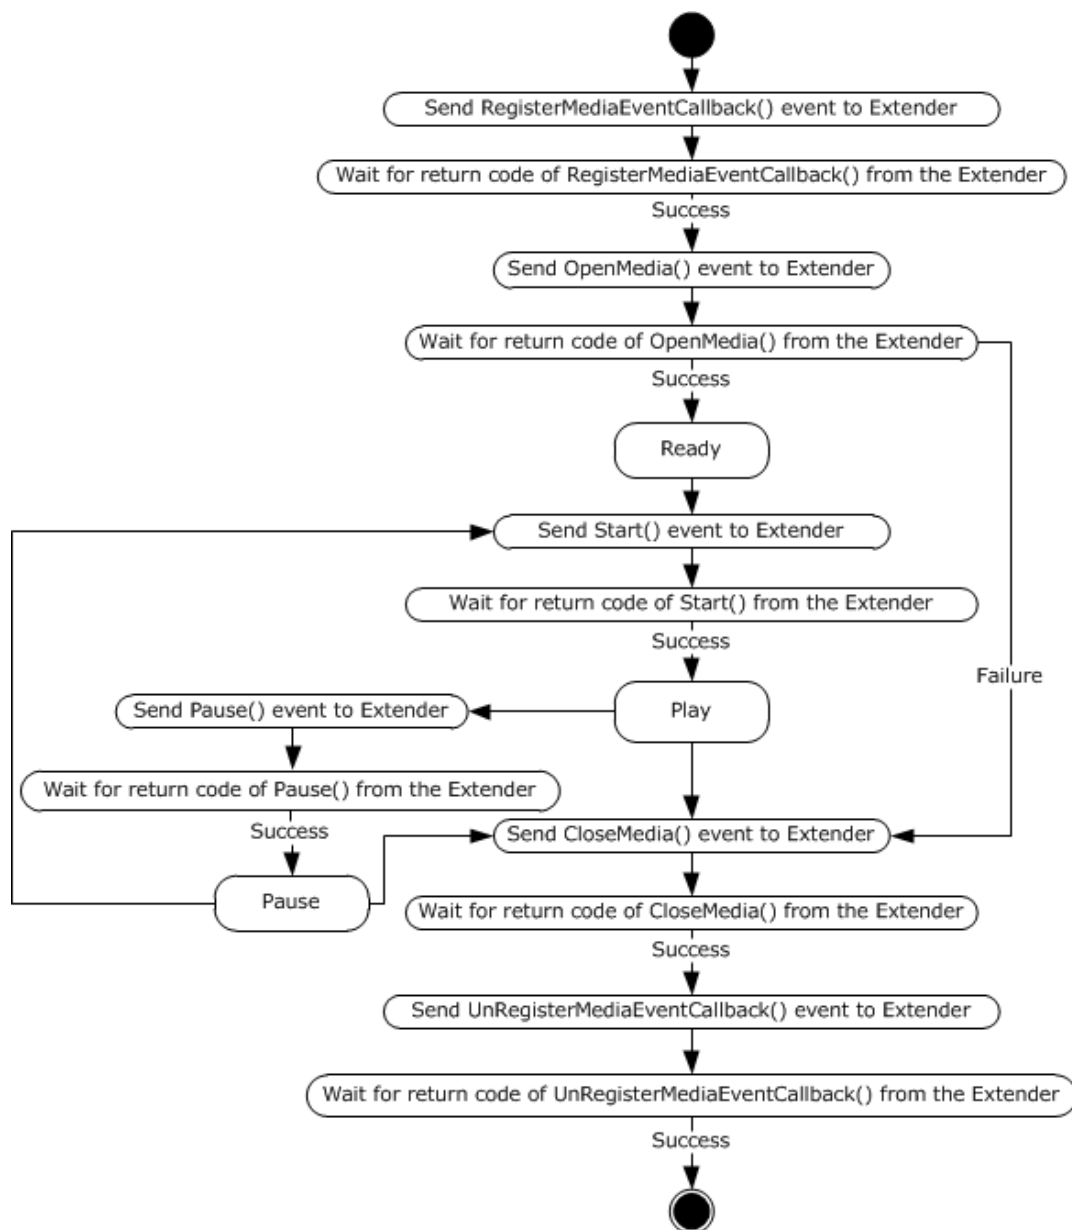 Send RegisterMediaEventCallback() event to Extender
Wait for return code of RegisterMediaEventCallback() from the Extender
Success
Send OpenMedia() event to Extender
Wait for return code of OpenMedia() from the Extender
Success
Ready
Send Start() event to Extender
Wait for return code of Start() from the Extender
Success
Failure
Play
Send Pause() event to Extender
Wait for return code of Pause() from the Extender
Success
Pause
Send CloseMedia() event to Extender
Wait for return code of CloseMedia() from the Extender
Success
Send UnRegisterMediaEventCallback() event to Extender
Wait for return code of UnRegisterMediaEventCallback() from the Extender
Success